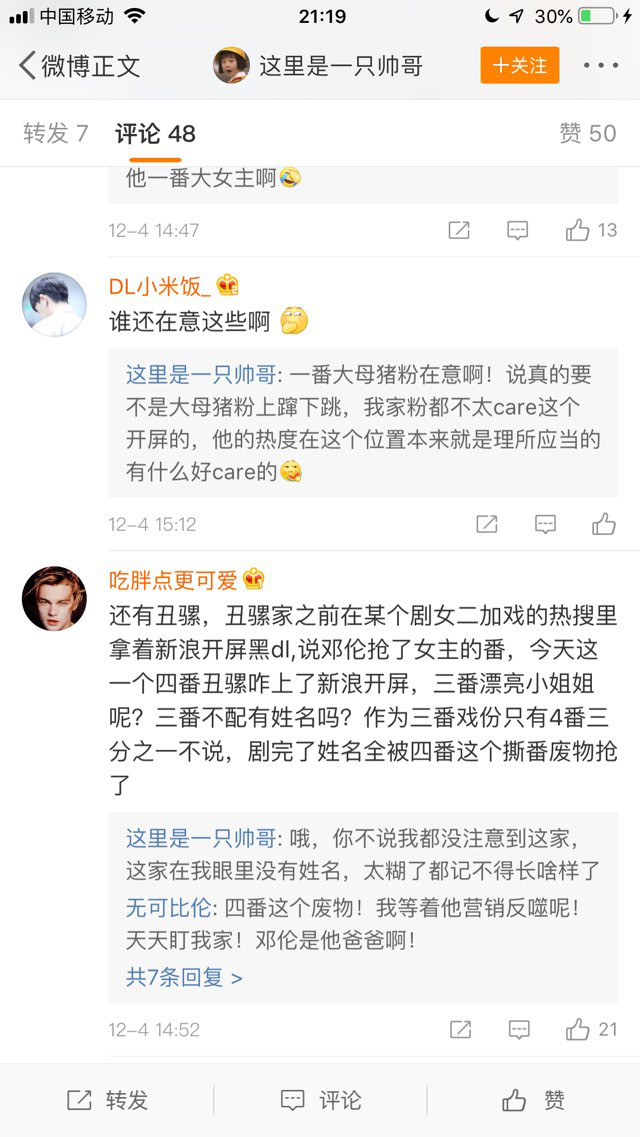 中国移动 21:19 30%
微博正文 这里是一只帅哥 +关注
转发 7 评论 48 赞 50
他一番大女主啊
12-4 14:47 13
DL小米饭_
谁还在意这些啊
这里是一只帅哥: 一番大母猪粉在意啊！说真的要
不是大母猪粉上蹿下跳，我家粉都不太care这个
开屏的，他的热度在这个位置本来就是理所应当的
有什么好care的
12-4 15:12
吃胖点更可爱
还有丑骡，丑骡家之前在某个剧女二加戏的热搜里
拿着新浪开屏黑dl,说邓伦抢了女主的番，今天这
一个四番丑骡咋上了新浪开屏，三番漂亮小姐姐
呢？三番不配有姓名吗？作为三番戏份只有4番三
分之一不说，剧完了姓名全被四番这个撕番废物抢
了
这里是一只帅哥: 哦，你不说我都没注意到这家，
这家在我眼里没有姓名，太糊了都记不得长啥样了
无可比伦: 四番这个废物！我等着他营销反噬呢！
天天盯我家！邓伦是他爸爸啊！
共7条回复 >
12-4 14:52 21
转发 评论 赞